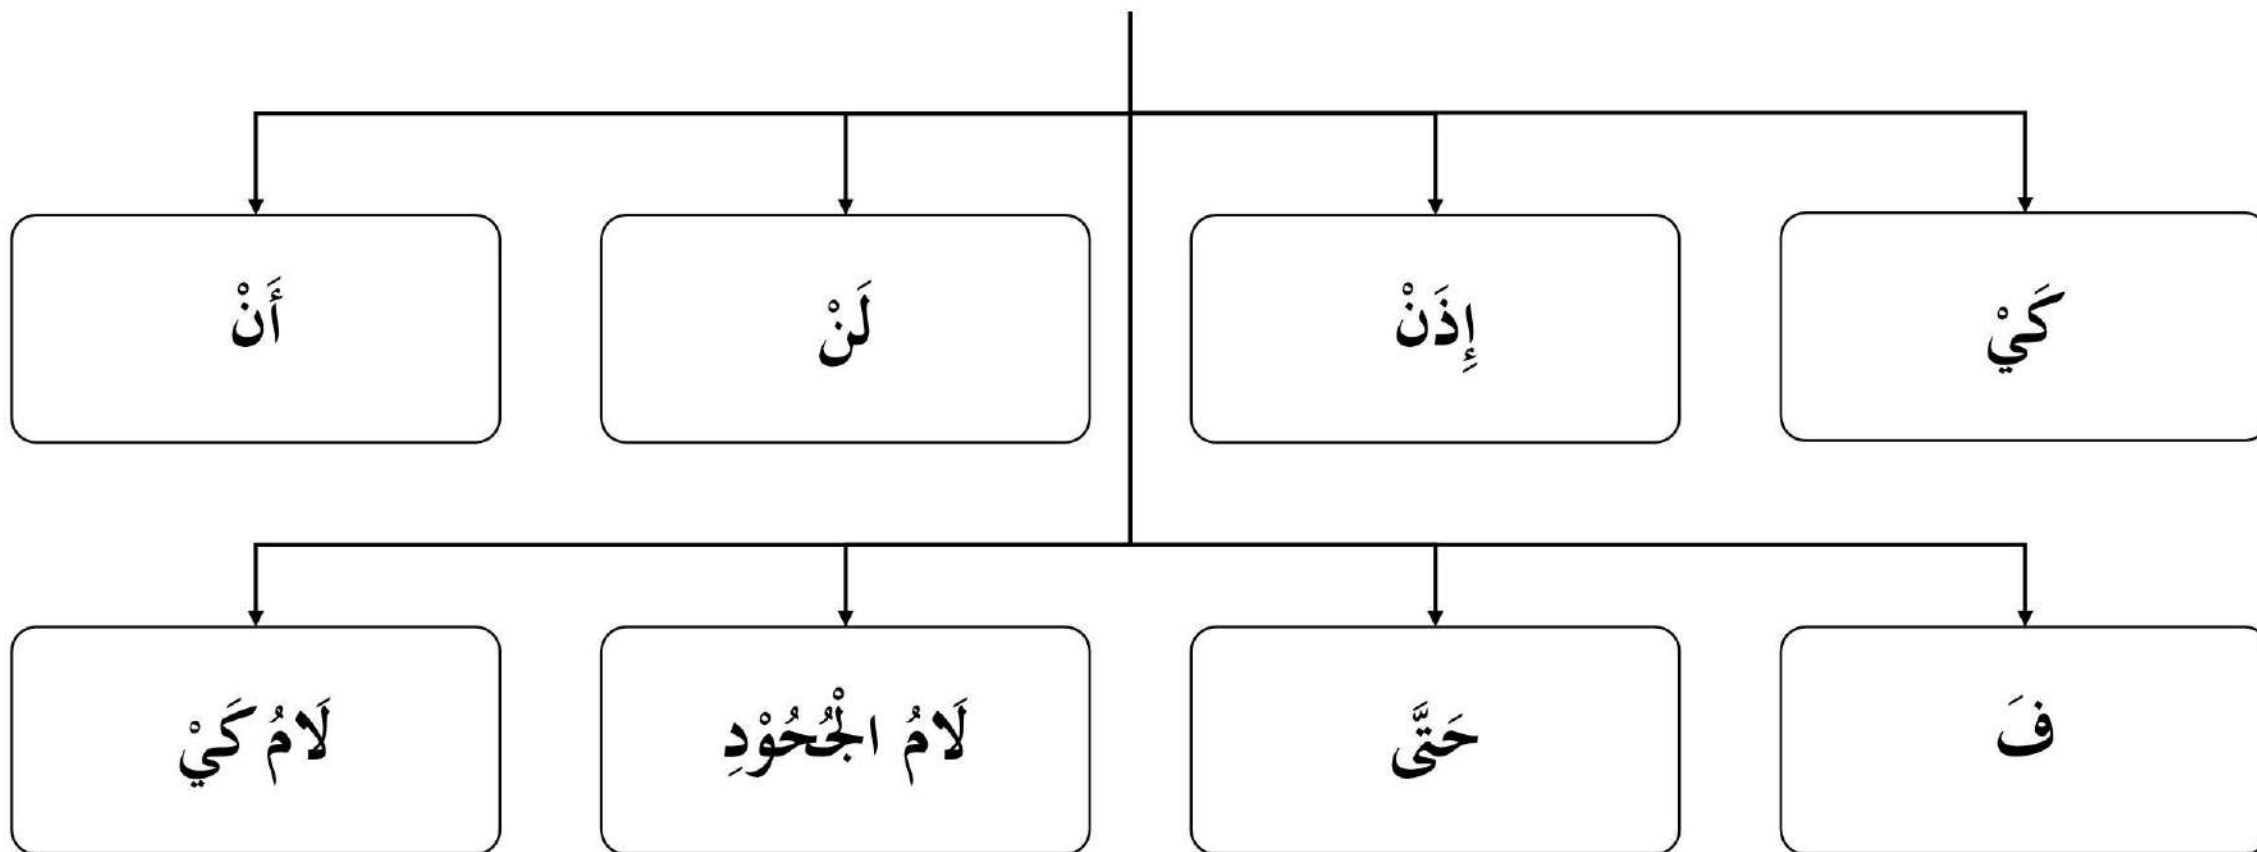 أَنْ
لَنْ
إِذَنْ
كَيْ
لَامُ كَيْ
لَامُ الْجُحُوْدِ
حَتَّى
فَ